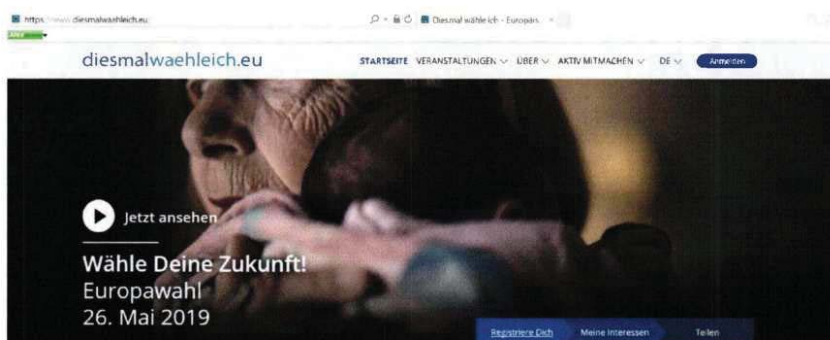 https://www.diesmalwaehleich.eu
Diesmal wähle ich - Europäis...
diesmalwaehleich.eu STARTSEITE VERANSTALTUNGEN ÜBER AKTIV MITMACHEN DE Anmelden
Jetzt ansehen
Wähle Deine Zukunft!
Europawahl
26. Mai 2019
Registriere Dich Meine Interessen Teilen